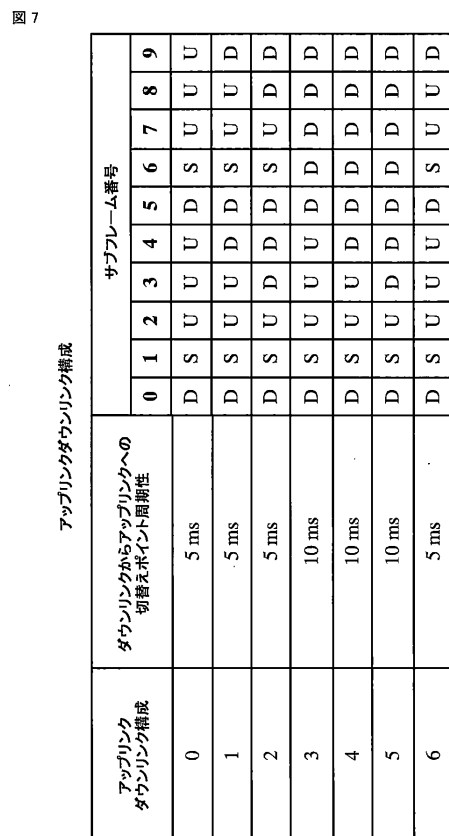 図 7
アップリンクダウンリンク構成
アップリンク
ダウンリンク構成
ダウンリンクからアップリンクへの
切替えポイント周期性
サブフレーム番号
0 1 2 3 4 5 6 7 8 9
0 5 ms D S U U U D S U U U
1 5 ms D S U U D D S U U D
2 5 ms D S U D D D S U D D
3 10 ms D S U U U D D D D D
4 10 ms D S U U D D D D D D
5 10 ms D S U D D D D D D D
6 5 ms D S U U U D S U U D